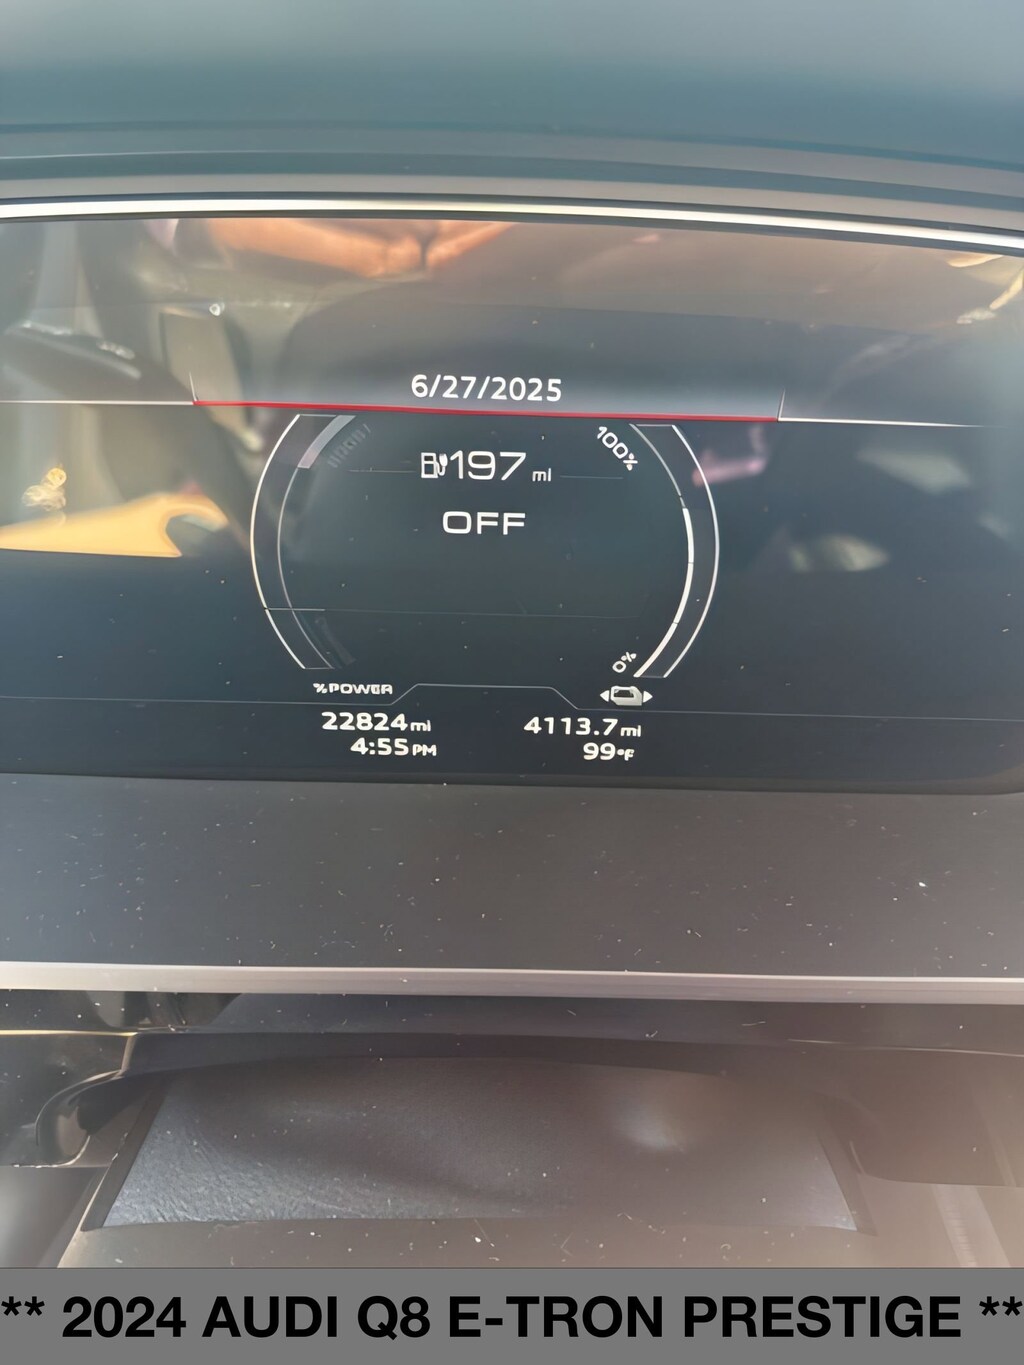 6/27/2025
197 mi
100%
OFF
0%
%POWER
22824mi
4113.7mi
4:55PM
99°F
** 2024 AUDI Q8 E-TRON PRESTIGE **